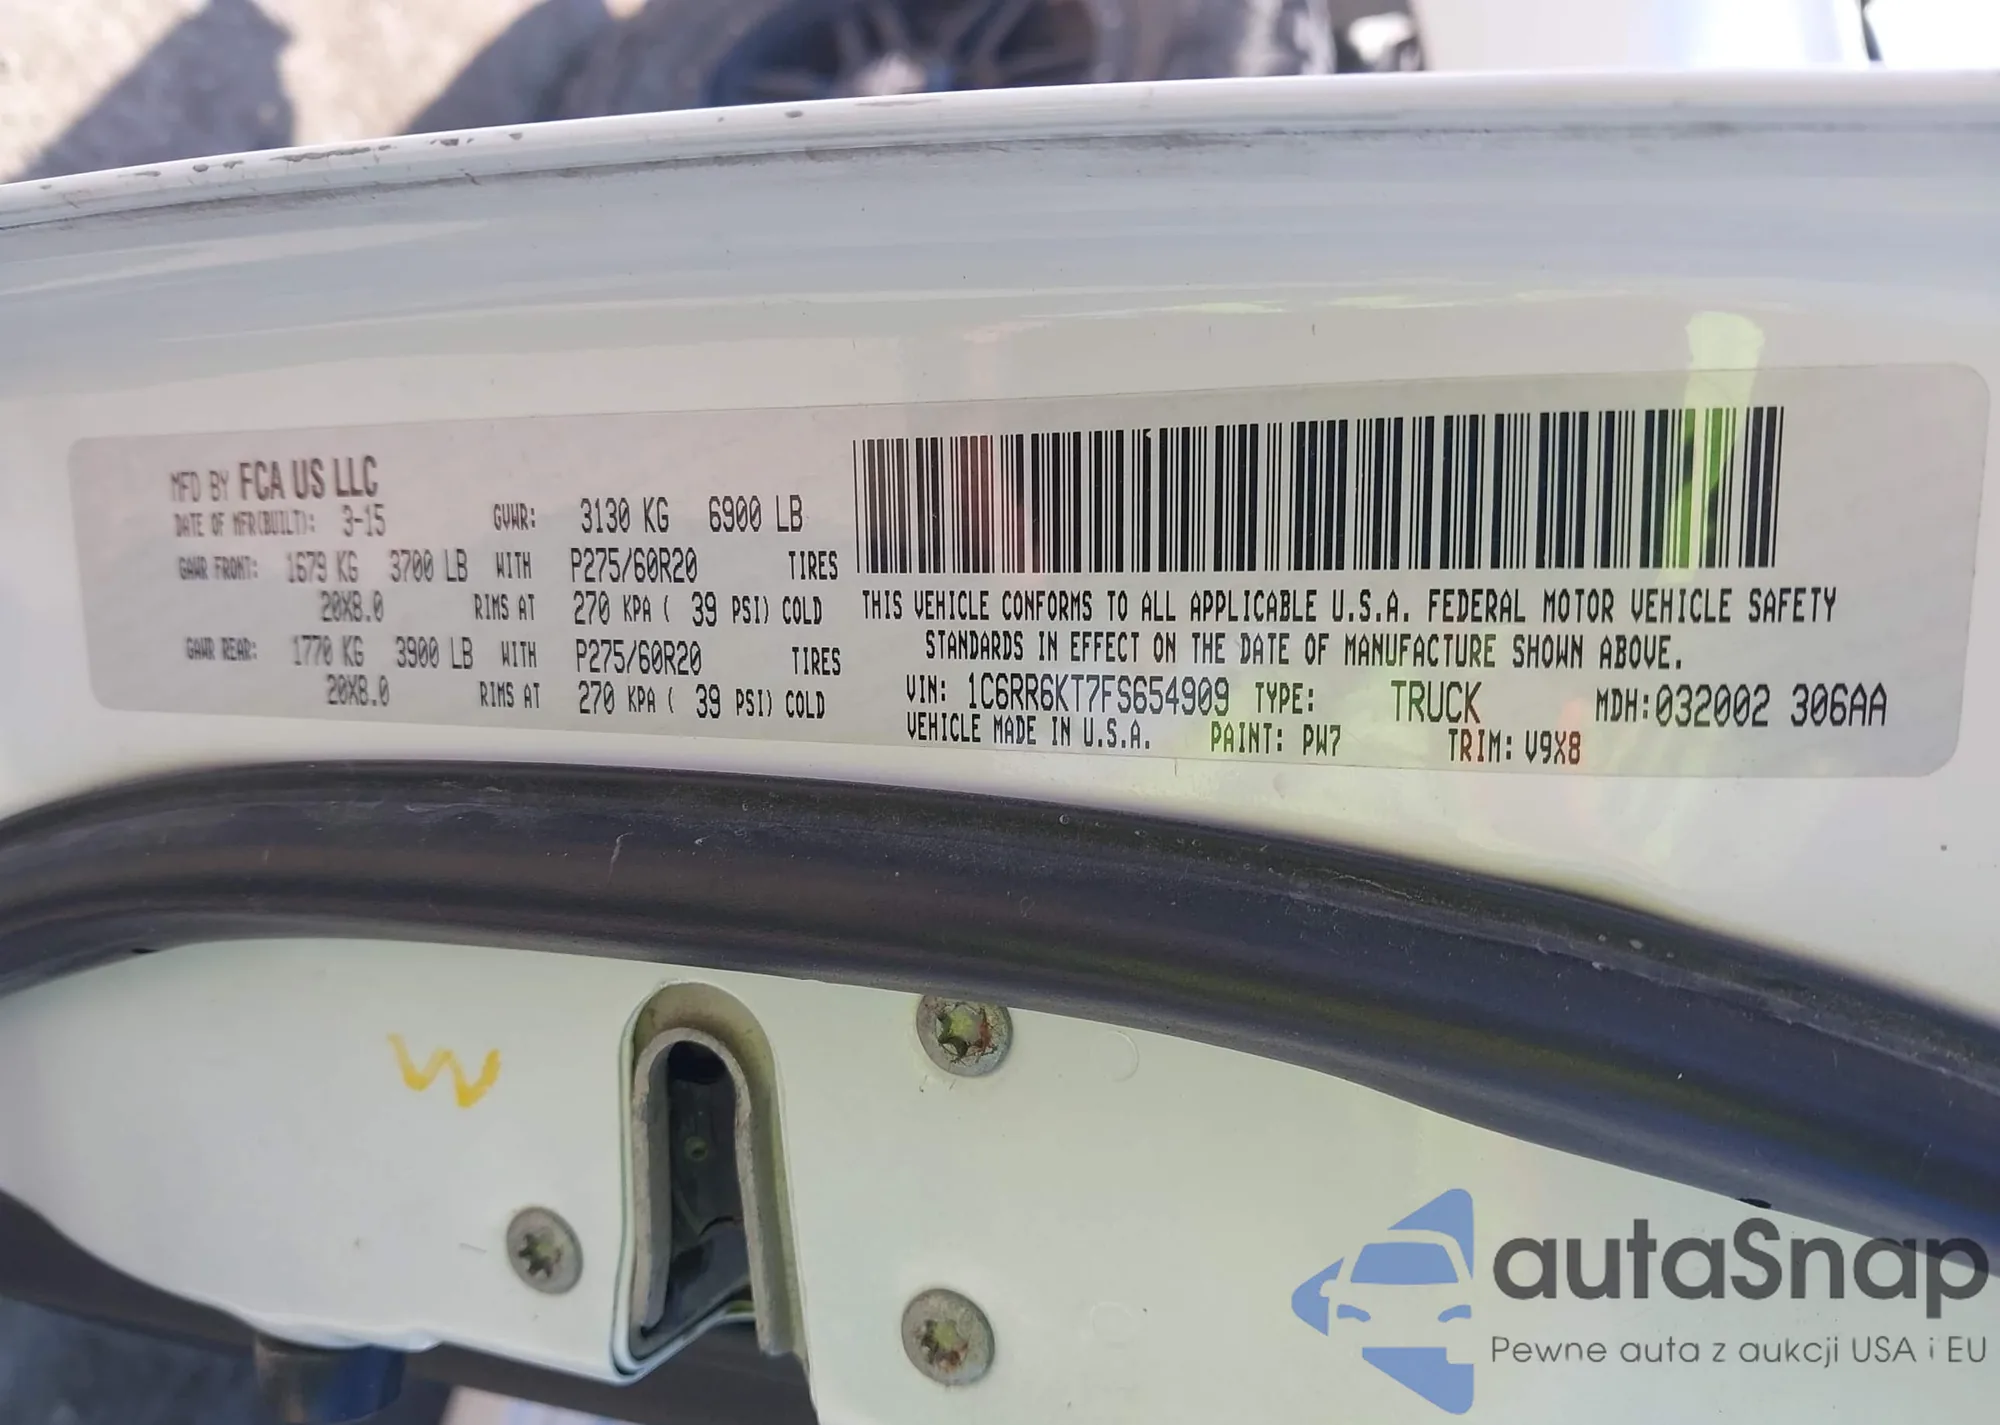 MFD BY FCA US LLC
DATE OF MFR(BUILT): 3-15 GVWR: 3130 KG 6900 LB
GAWR FRONT: 1679 KG 3700 LB WITH P275/60R20 TIRES
20X8.0 RIMS AT 270 KPA ( 39 PSI) COLD
GAWR REAR: 1770 KG 3900 LB WITH P275/60R20 TIRES
20X8.0 RIMS AT 270 KPA ( 39 PSI) COLD
THIS VEHICLE CONFORMS TO ALL APPLICABLE U.S.A. FEDERAL MOTOR VEHICLE SAFETY
STANDARDS IN EFFECT ON THE DATE OF MANUFACTURE SHOWN ABOVE.
VIN: 1C6RR6KT7FS654909 TYPE: TRUCK MDH:032002 306AA
VEHICLE MADE IN U.S.A. PAINT: PW7 TRIM: V9X8
W
autaSnap
Pewne auta z aukcji USA i EU